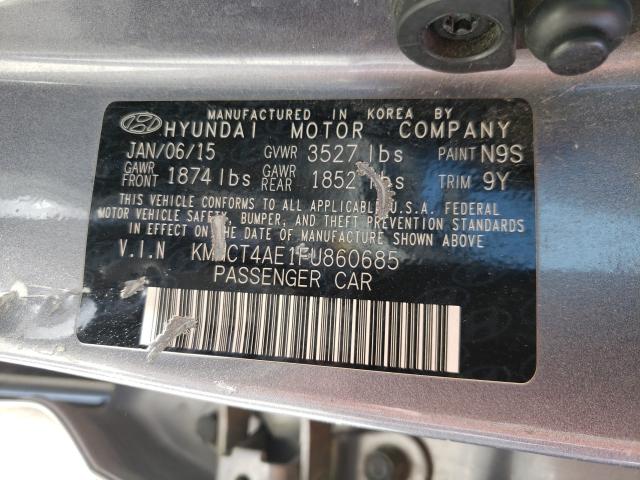 MANUFACTURED IN KOREA BY
HYUNDAI MOTOR COMPANY
JAN/06/15 GVWR 3527 lbs PAINT N9S
GAWR FRONT 1874 lbs GAWR REAR 1852 lbs TRIM 9Y
THIS VEHICLE CONFORMS TO ALL APPLICABLE U.S.A. FEDERAL
MOTOR VEHICLE SAFETY, BUMPER, AND THEFT PREVENTION STANDARDS
IN EFFECT ON THE DATE OF MANUFACTURE SHOWN ABOVE.
V.I.N
PASSENGER CAR